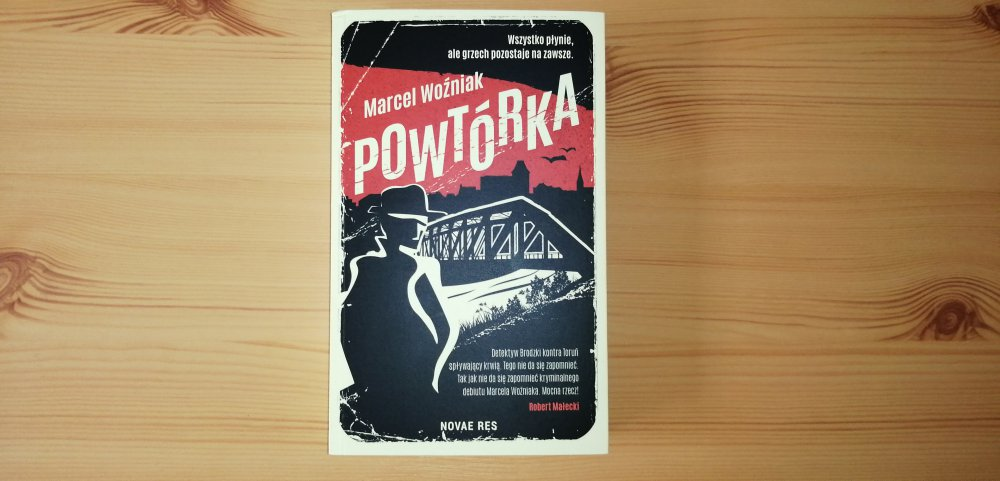 Wszystko płynie,
ale grzech pozostaje na zawsze.
Marcel Woźniak
POWTÓRKA
Detektyw Brodzki kontra Toruń
spływający krwią. Tego nie da się zapomnieć.
Tak jak nie da się zapomnieć kryminalnego
debiutu Marcela Woźniaka. Mocna rzecz!
Robert Małecki
NOVAE RES